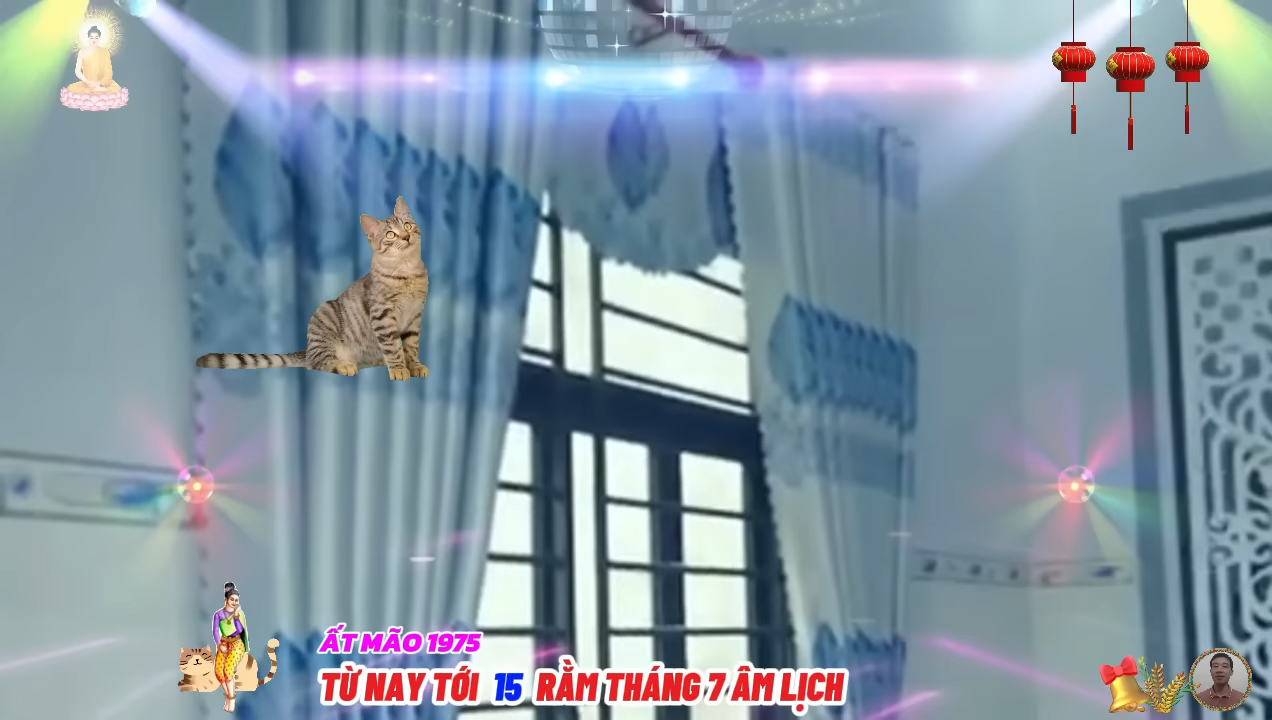 ẤT MÃO 1975
TỪ NAY TỚI 15 RẰM THÁNG 7 ÂM LỊCH